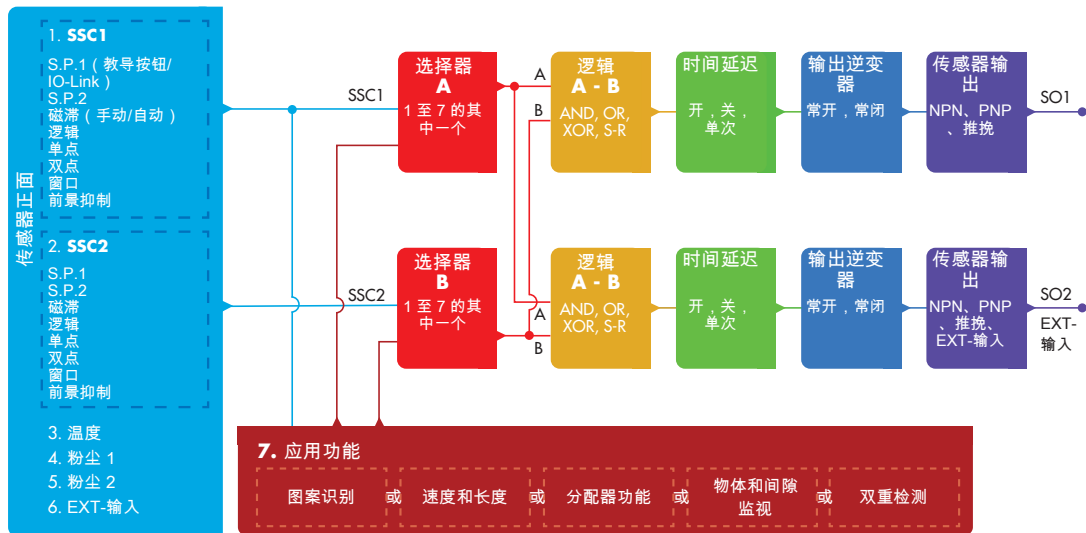 传感器正面
1. SSC1
S.P.1(教导按钮/
IO-Link)
S.P.2
磁滞(手动/自动)
逻辑
单点
双点
窗口
前景抑制
2. SSC2
S.P.1
S.P.2
磁滞
逻辑
单点
双点
窗口
前景抑制
3. 温度
4. 粉尘 1
5. 粉尘 2
6. EXT-输入
SSC1
选择器
A
1 至 7 的其
中一个
A
B
逻辑
A - B
AND, OR,
XOR, S-R
时间延迟
开,关,
单次
输出逆变
器
常开,常闭
传感器输
出
NPN、PNP
、推挽
SO1
SSC2
选择器
B
1 至 7 的其
中一个
A
B
逻辑
A - B
AND, OR,
XOR, S-R
时间延迟
开,关,
单次
输出逆变
器
常开,常闭
传感器输
出
NPN、PNP
、推挽、
EXT-输入
SO2
EXT-
输入
7. 应用功能
图案识别 或 速度和长度 或 分配器功能 或 物体和间隙
监视 或 双重检测